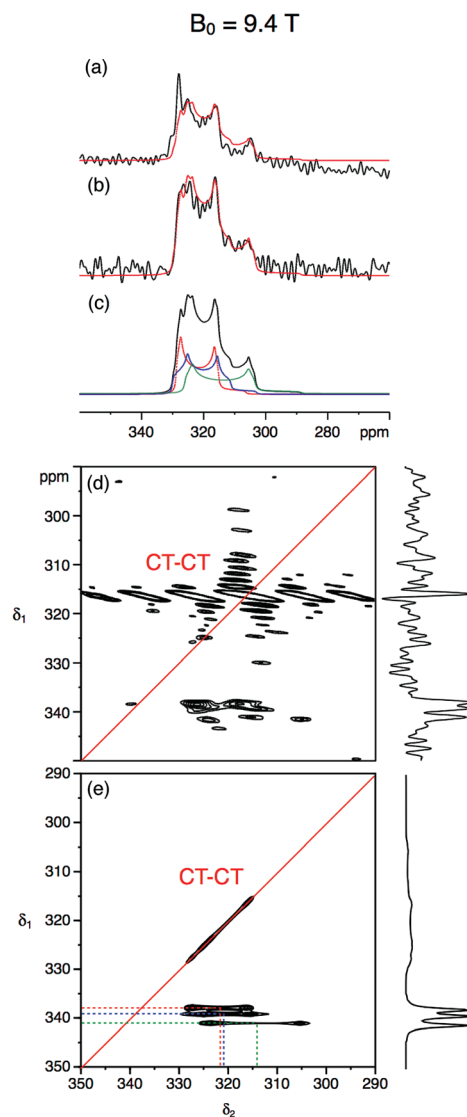 B₀ = 9.4 T
(a)
(b)
(c)
340 320 300 280 ppm
ppm
(d)
300
CT-CT
310
δ₁ 320
330
340
290
(e)
300
CT-CT
310
δ₁ 320
330
340
350
350 340 330 320 310 300 290
δ₂